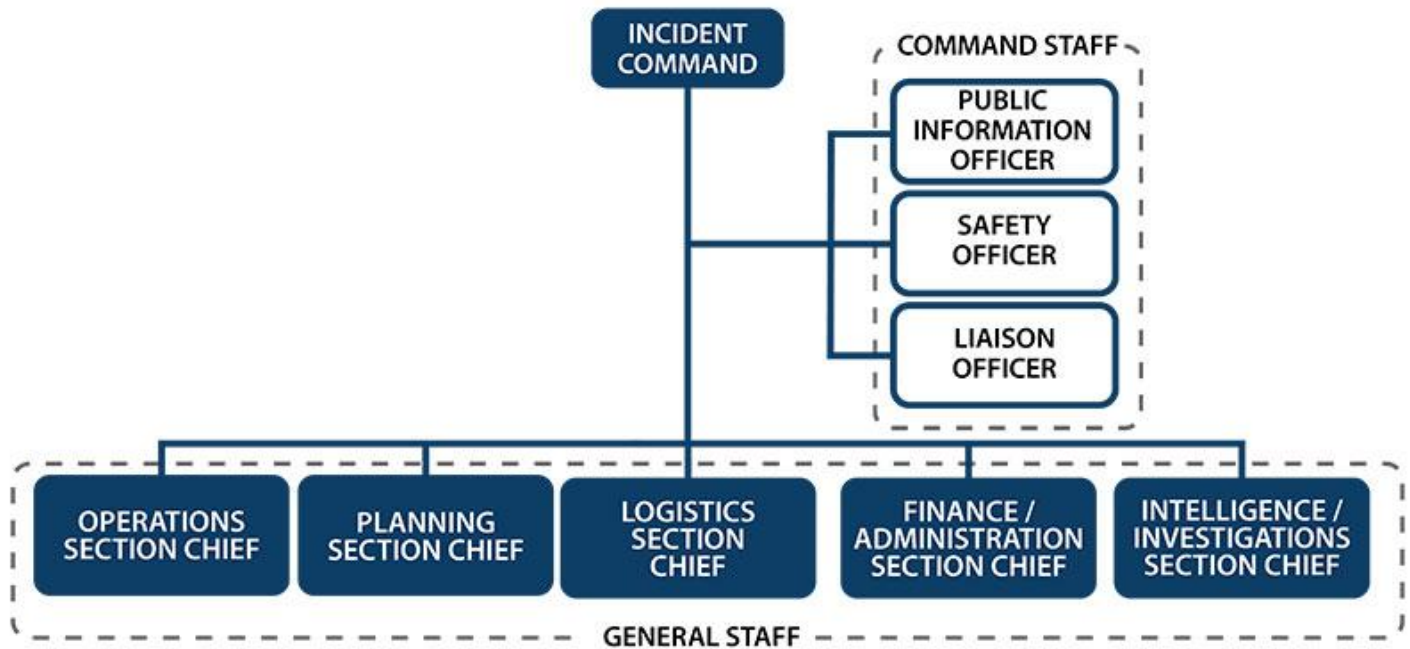 INCIDENT
COMMAND
COMMAND STAFF
PUBLIC
INFORMATION
OFFICER
SAFETY
OFFICER
LIAISON
OFFICER
OPERATIONS
SECTION CHIEF
PLANNING
SECTION CHIEF
LOGISTICS
SECTION
CHIEF
FINANCE /
ADMINISTRATION
SECTION CHIEF
INTELLIGENCE /
INVESTIGATIONS
SECTION CHIEF
GENERAL STAFF